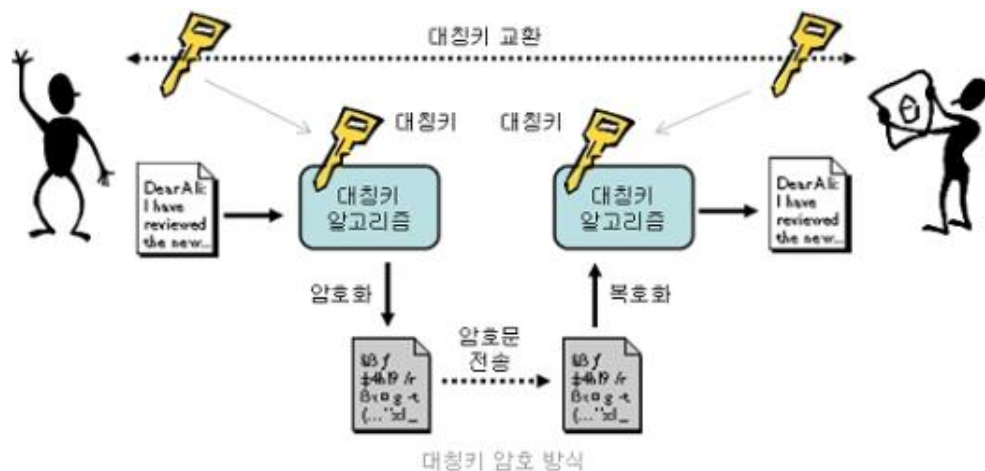 대칭키 교환
대칭키
대칭키
Dear Ali:
I have
reviewed
the new...
대칭키
알고리즘
대칭키
알고리즘
Dear Ali:
I have
reviewed
the new...
암호화
복호화
암호문
전송
대칭키 암호 방식